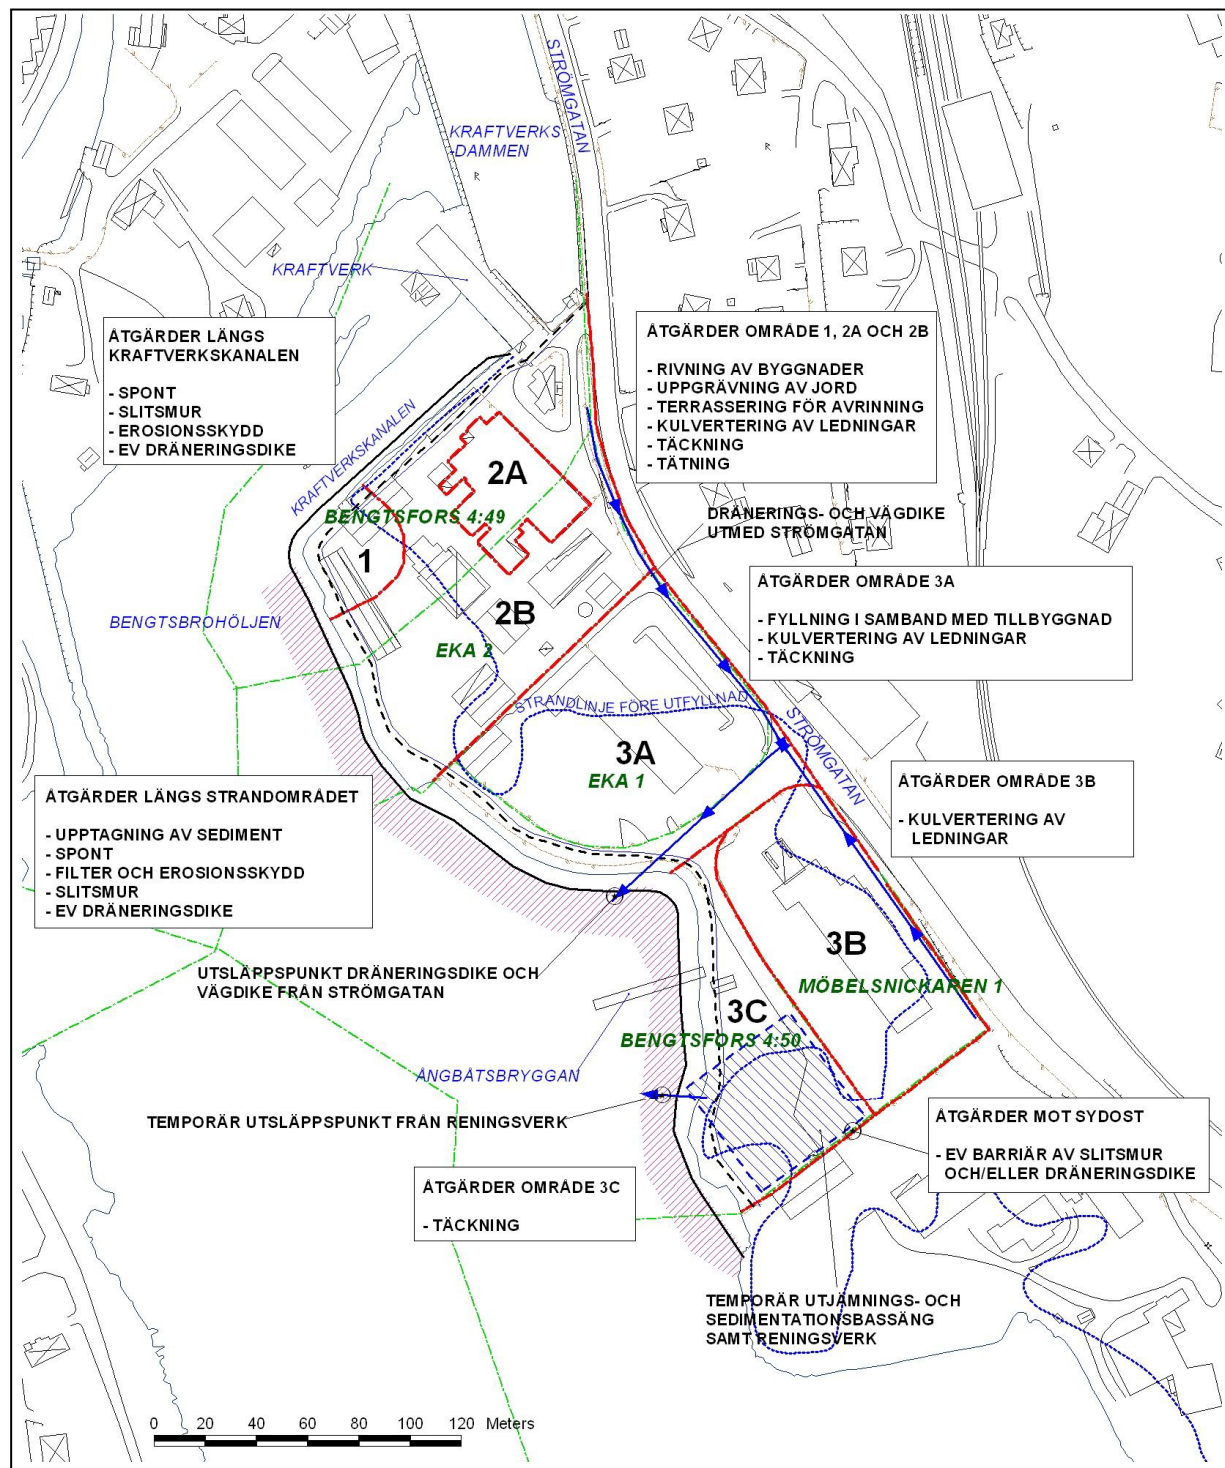 STRÖMGATAN
KRAFTVERKS
-DAMMEN
KRAFTVERK
ÅTGÄRDER LÄNGS
KRAFTVERKSKANALEN
- SPONT
- SLITSMUR
- EROSIONSSKYDD
- EV DRÄNERINGSDIKE
ÅTGÄRDER OMRÅDE 1, 2A OCH 2B
- RIVNING AV BYGGNADER
- UPPGRÄVNING AV JORD
- TERRASSERING FÖR AVRINNING
- KULVERTERING AV LEDNINGAR
- TÄCKNING
- TÄTNING
KRAFTVERKSKANALEN
2A
BENGTSFORS 4:49
DRÄNERINGS- OCH VÄGDIKE
UTMED STRÖMGATAN
1
ÅTGÄRDER OMRÅDE 3A
- FYLLNING I SAMBAND MED TILLBYGGNAD
- KULVERTERING AV LEDNINGAR
- TÄCKNING
BENGTSBROHÖLJEN
2B
EKA 2
STRANDLINJE FÖRE UTFYLLNAD
STRÖMGATAN
3A
EKA 1
ÅTGÄRDER OMRÅDE 3B
- KULVERTERING AV
LEDNINGAR
ÅTGÄRDER LÄNGS STRANDOMRÅDET
- UPPTAGNING AV SEDIMENT
- SPONT
- FILTER OCH EROSIONSSKYDD
- SLITSMUR
- EV DRÄNERINGSDIKE
UTSLÄPPSPUNKT DRÄNERINGSDIKE OCH
VÄGDIKE FRÅN STRÖMGATAN
3B
MÖBELSNICKAREN 1
3C
BENGTSFORS 4:50
ÅNGBÅTSBRYGGAN
TEMPORÄR UTSLÄPPSPUNKT FRÅN RENINGSVERK
ÅTGÄRDER MOT SYDOST
- EV BARRIÄR AV SLITSMUR
OCH/ELLER DRÄNERINGSDIKE
ÅTGÄRDER OMRÅDE 3C
- TÄCKNING
TEMPORÄR UTJÄMNINGS- OCH
SEDIMENTATIONSBASSÄNG
SAMT RENINGSVERK
0 20 40 60 80 100 120 Meters